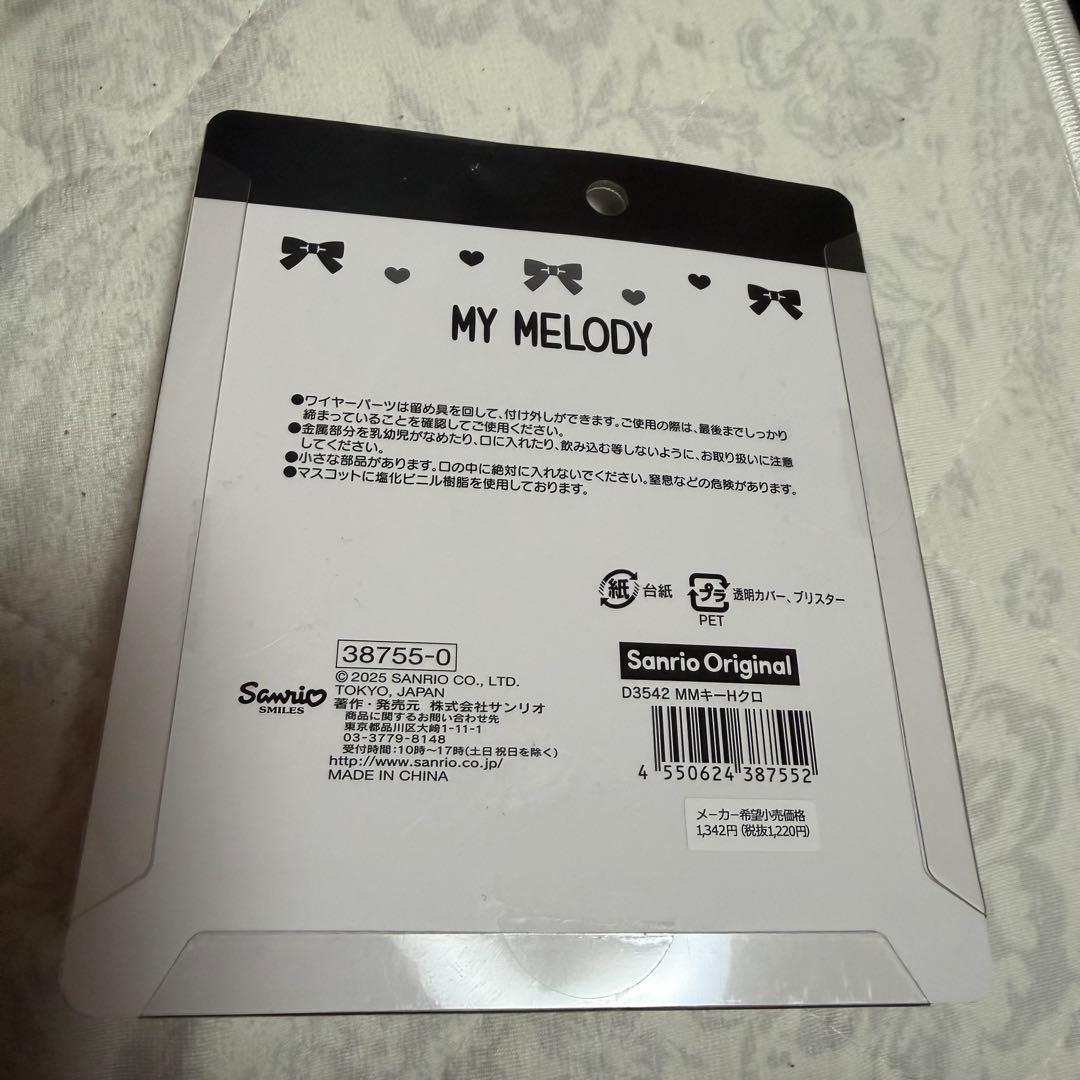 MY MELODY
●ワイヤーパーツは留め具を回して、付け外しができます。ご使用の際は、最後までしっかり
締まっていることを確認してご使用ください。
●金属部分を乳幼児がなめたり、口に入れたり、飲み込む等しないように、お取り扱いに注意
してください。
●小さな部品があります。口の中に絶対に入れないでください。窒息などの危険があります。
●マスコットに塩化ビニル樹脂を使用しております。
紙 台紙
プラ 透明カバー、ブリスター
PET
38755-0
© 2025 SANRIO CO., LTD.
TOKYO, JAPAN
Sanrio
SMILES
著作・発売元 株式会社サンリオ
商品に関するお問い合わせ先
東京都品川区大崎1-11-1
03-3779-8148
受付時間：10時～17時(土日祝日を除く)
http://www.sanrio.co.jp/
MADE IN CHINA
Sanrio Original
D3542 MMキーHクロ
4 550624 387552
メーカー希望小売価格
1,342円 (税抜1,220円)